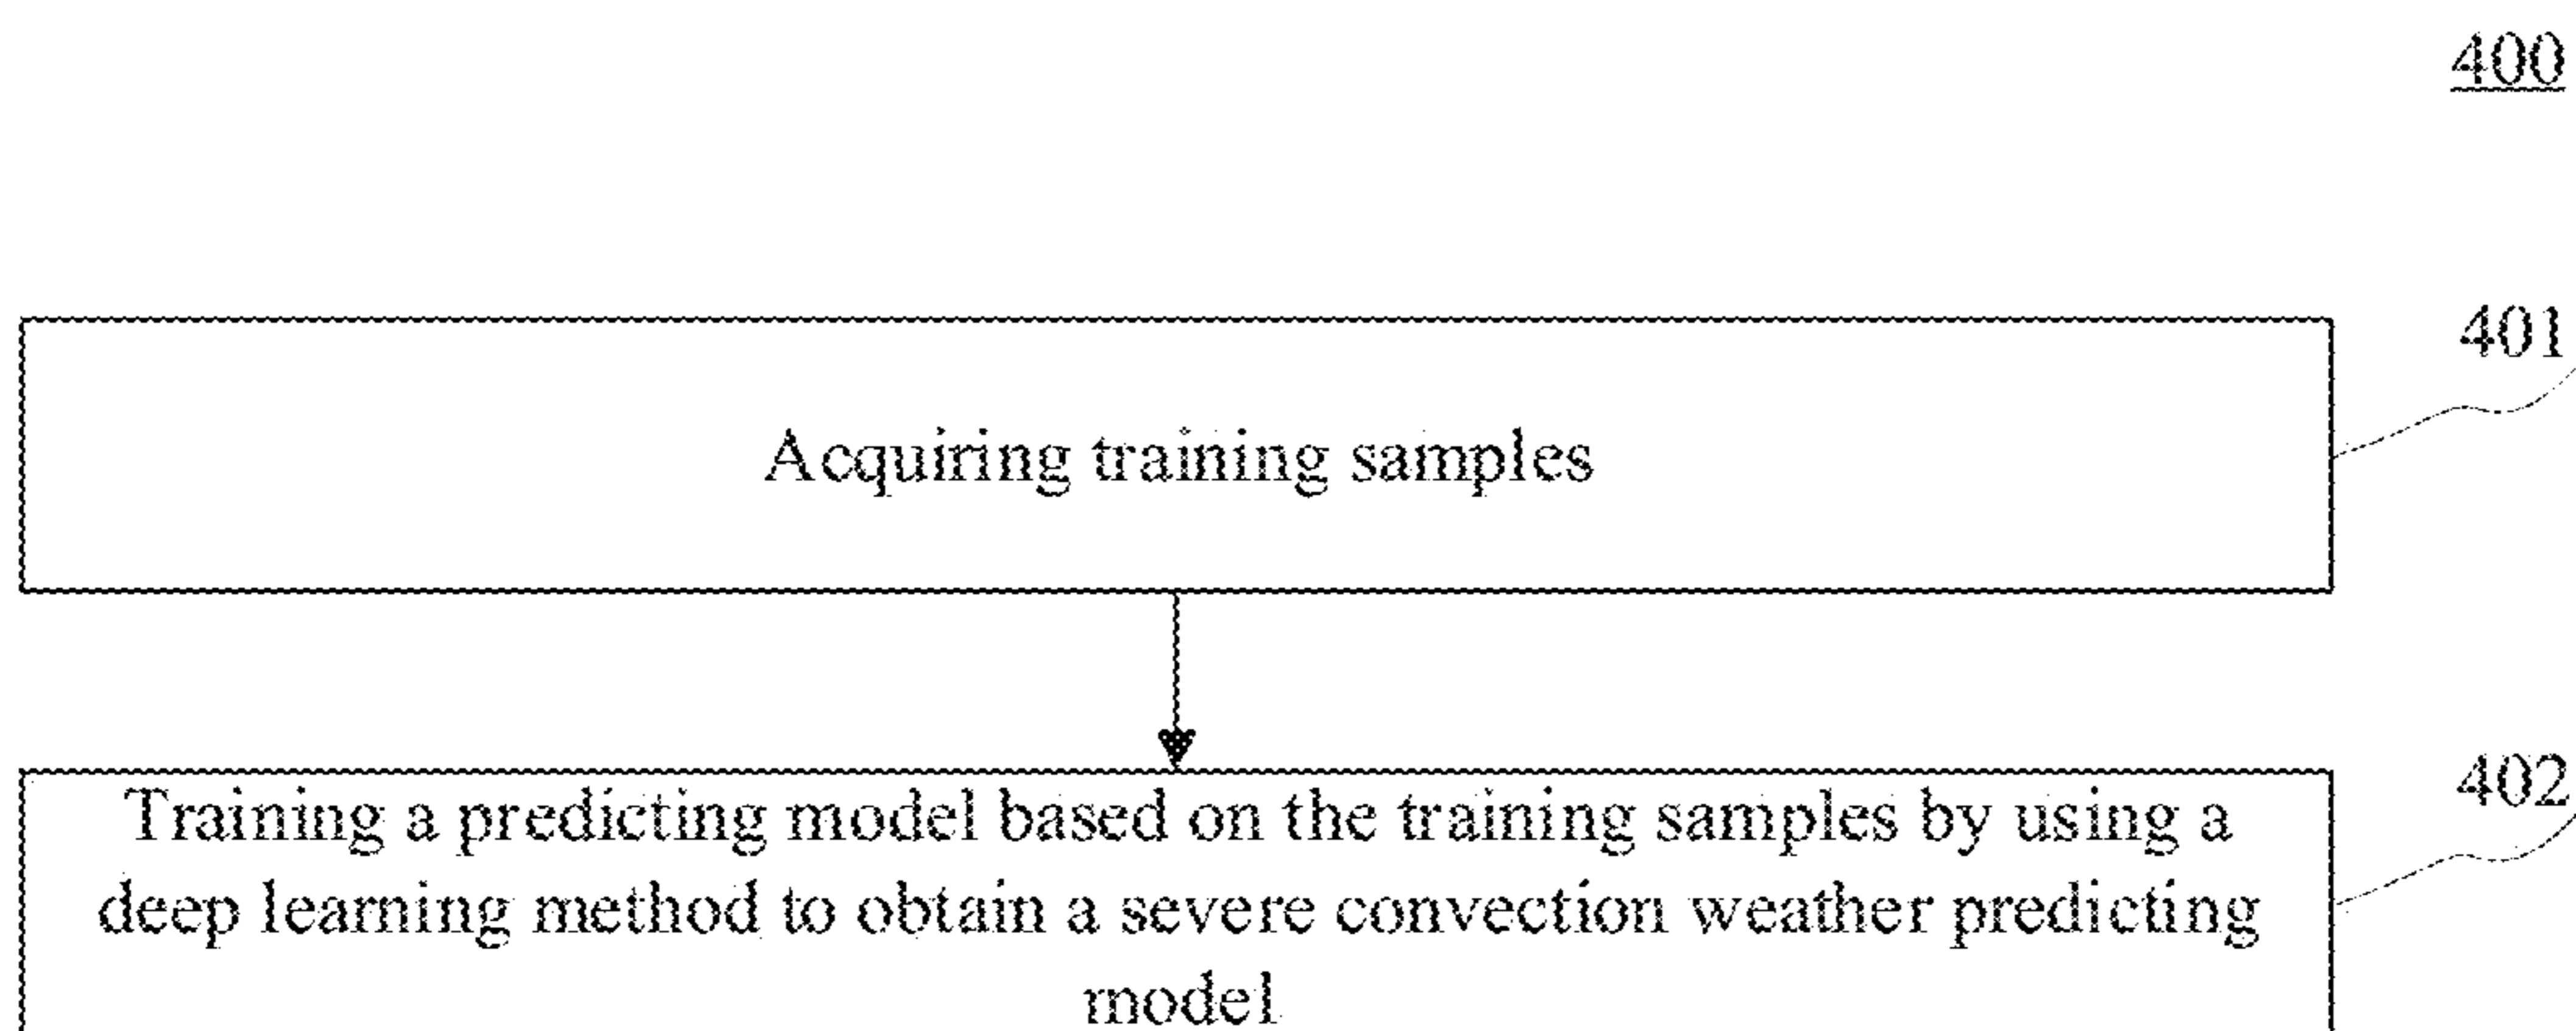 400
401
Acquiring training samples
402
Training a predicting model based on the training samples by using a
deep learning method to obtain a severe convection weather predicting
model